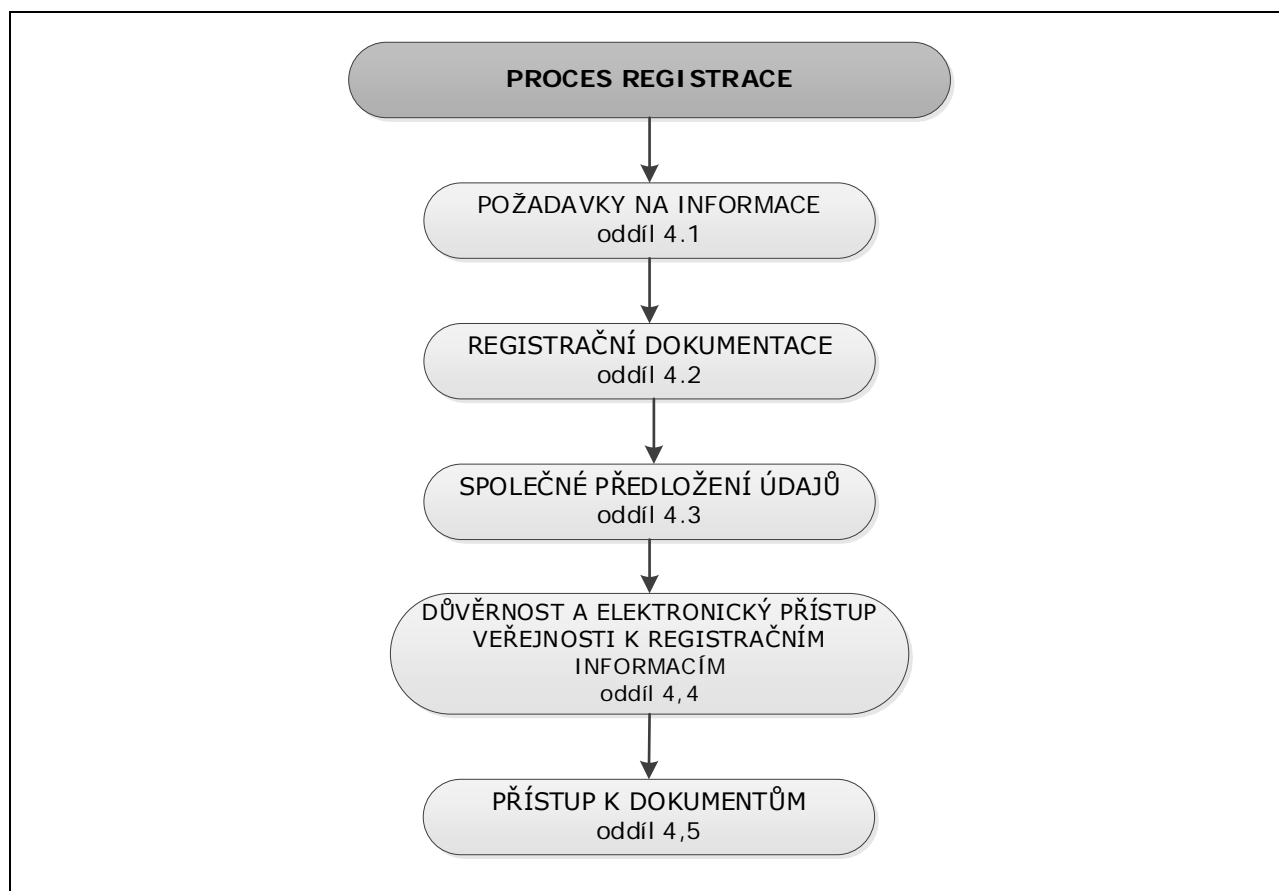 PROCES REGISTRACE
POŽADAVKY NA INFORMACE
oddíl 4.1
REGISTRAČNÍ DOKUMENTACE
oddíl 4.2
SPOLEČNÉ PŘEDLOŽENÍ ÚDAJŮ
oddíl 4.3
DŮVĚRNOST A ELEKTRONICKÝ PŘÍSTUP
VEŘEJNOSTI K REGISTRAČNÍM
INFORMACÍM
oddíl 4,4
PŘÍSTUP K DOKUMENTŮM
oddíl 4,5